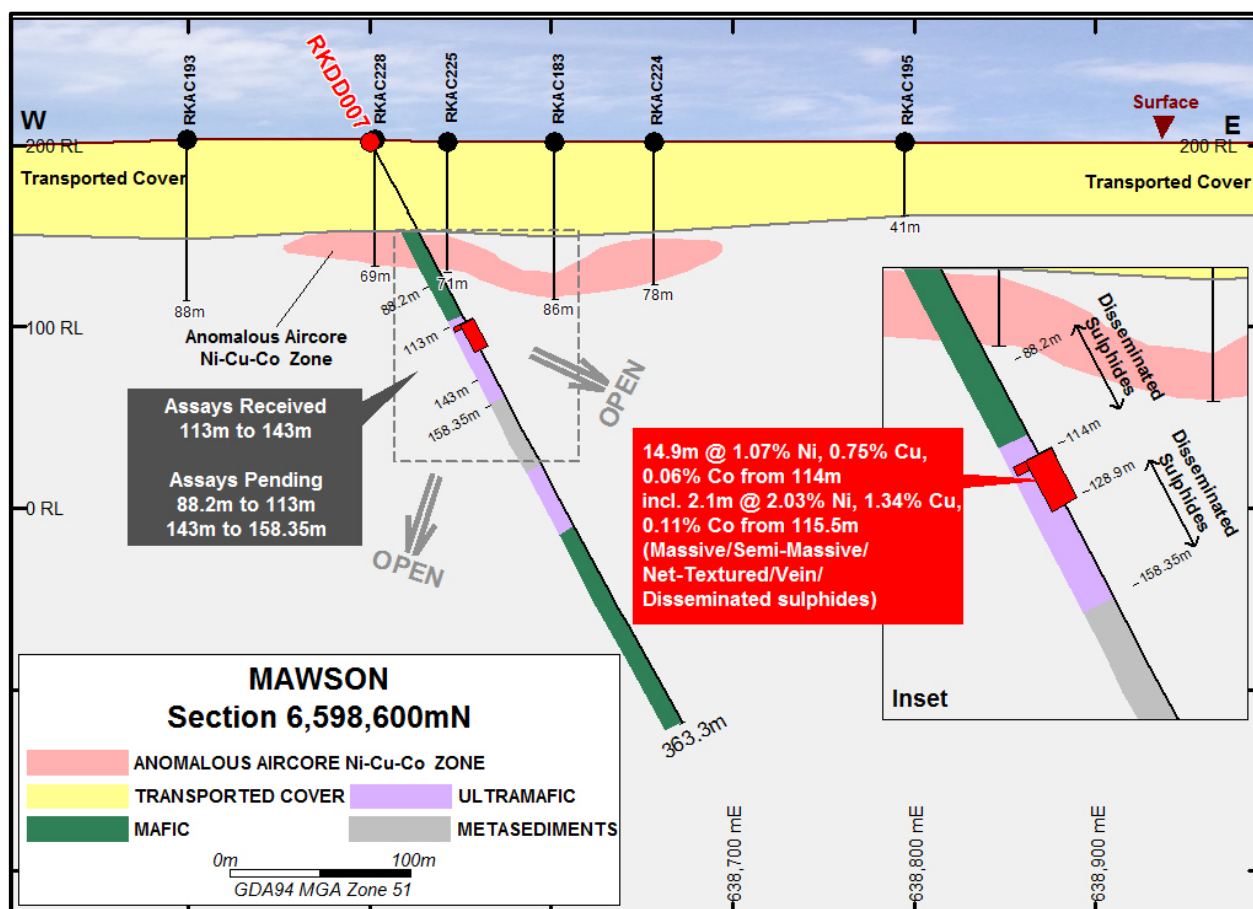 RKAC193
RKDD007
RKAC228
RKAC225
RKAC183
RKAC224
RKAC195
W
Surface
E
200 RL
200 RL
Transported Cover
Transported Cover
88m
69m
71m
86m
78m
41m
Anomalous Aircore
Ni-Cu-Co Zone
100 RL
0 RL
88.2m
113m
143m
158.35m
OPEN
OPEN
363.3m
Assays Received
113m to 143m
Assays Pending
88.2m to 113m
143m to 158.35m
14.9m @ 1.07% Ni, 0.75% Cu,
0.06% Co from 114m
incl. 2.1m @ 2.03% Ni, 1.34% Cu,
0.11% Co from 115.5m
(Massive/Semi-Massive/
Net-Textured/Vein/
Disseminated sulphides)
~88.2m
Disseminated
Sulphides
~114m
~128.9m
Disseminated
Sulphides
~158.35m
Inset
MAWSON
Section 6,598,600mN
ANOMALOUS AIRCORE Ni-Cu-Co ZONE
TRANSPORTED COVER
ULTRAMAFIC
MAFIC
METASEDIMENTS
0m
100m
GDA94 MGA Zone 51
638,700 mE
638,800 mE
638,900 mE